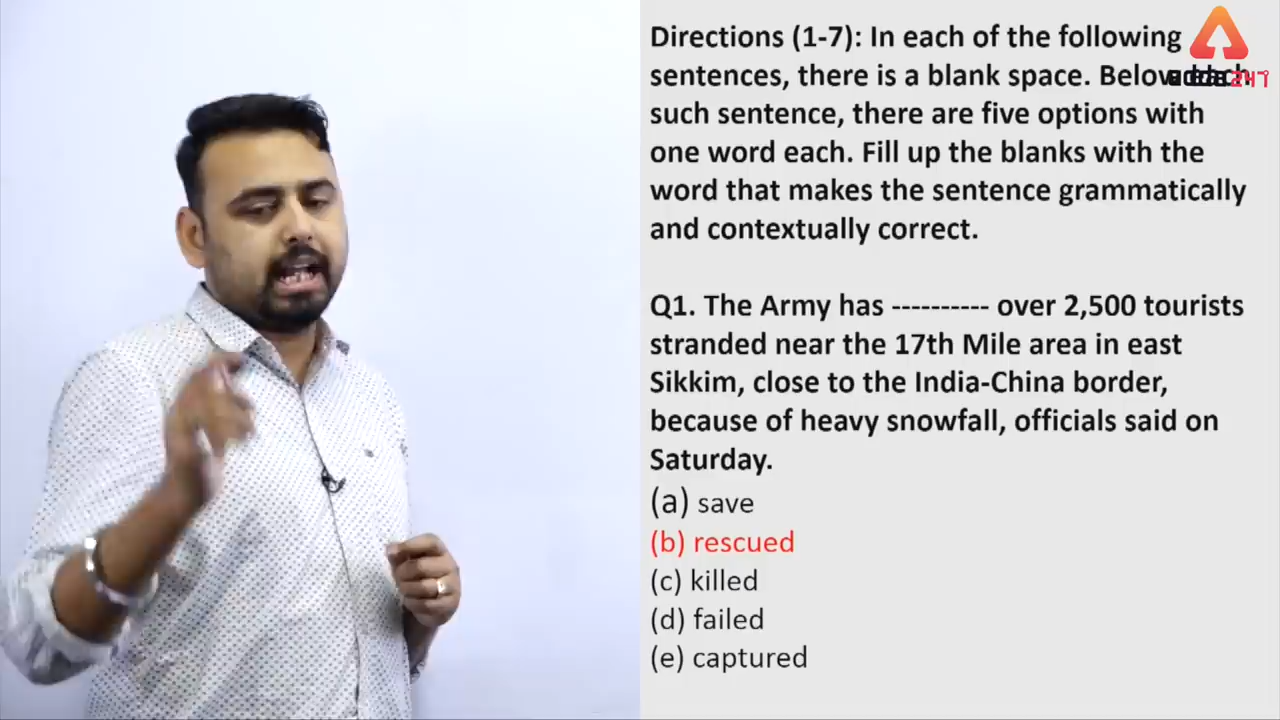 Directions (1-7): In each of the following
sentences, there is a blank space. Below each
such sentence, there are five options with
one word each. Fill up the blanks with the
word that makes the sentence grammatically
and contextually correct.
Q1. The Army has ---------- over 2,500 tourists
stranded near the 17th Mile area in east
Sikkim, close to the India-China border,
because of heavy snowfall, officials said on
Saturday.
(a) save
(b) rescued
(c) killed
(d) failed
(e) captured